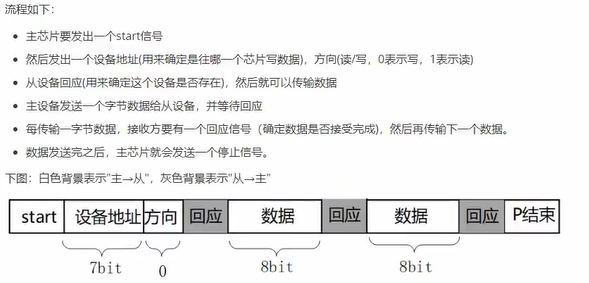 流程如下:
主芯片要发出一个start信号
然后发出一个设备地址(用来确定是往哪一个芯片写数据)，方向(读/写，0表示写，1表示读)
从设备回应(用来确定这个设备是否存在)，然后就可以传输数据
主设备发送一个字节数据给从设备，并等待回应
每传输一字节数据，接收方要有一个回应信号（确定数据是否接受完成)，然后再传输下一个数据。
数据发送完之后，主芯片就会发送一个停止信号。
下图：白色背景表示"主→从"，灰色背景表示"从→主"
start 设备地址 方向 回应 数据 回应 数据 回应 P结束
7bit 0 8bit 8bit